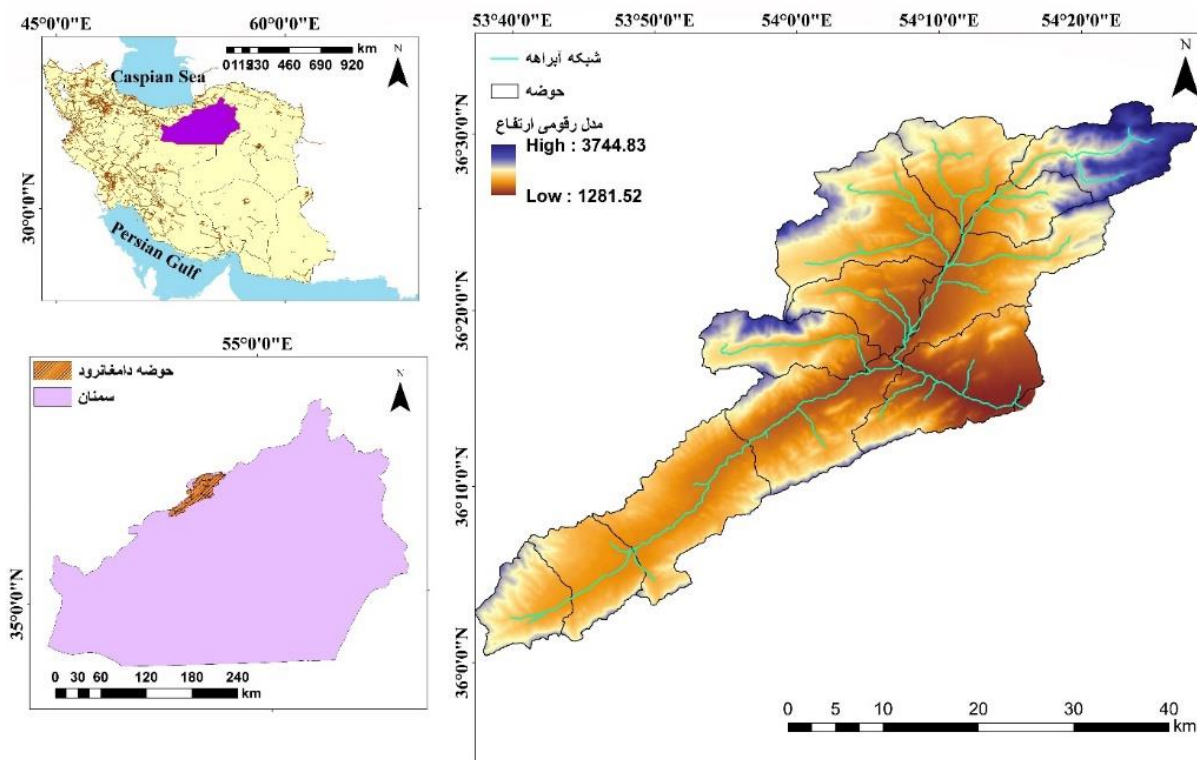 45°0'0"E
60°0'0"E
km
0 115 230 460 690 920
N
Caspian Sea
Persian Gulf
30°0'0"N
55°0'0"E
حوضه دامغانرود
سمنان
N
35°0'0"N
0 30 60 120 180 240
km
53°40'0"E 53°50'0"E 54°0'0"E 54°10'0"E 54°20'0"E
شبکه آبراهه
حوضه
مدل رقومی ارتفاع
High : 3744.83
Low : 1281.52
N
36°30'0"N
36°20'0"N
36°10'0"N
36°0'0"N
0 5 10 20 30 40
km